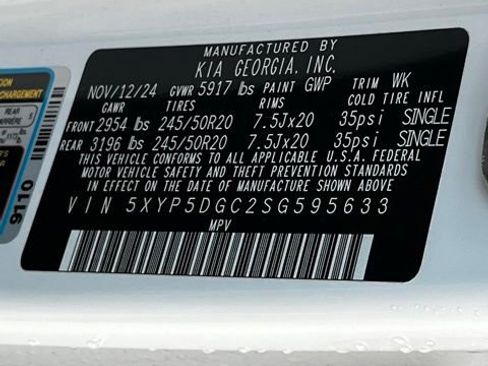 MANUFACTURED BY
KIA GEORGIA, INC.
NOV/12/24 GVWR 5917 lbs PAINT GWP TRIM WK
GAWR TIRES RIMS COLD TIRE INFL
FRONT 2954 lbs 245/50R20 7.5Jx20 35psi SINGLE
REAR 3196 lbs 245/50R20 7.5Jx20 35psi SINGLE
THIS VEHICLE CONFORMS TO ALL APPLICABLE U.S.A. FEDERAL
MOTOR VEHICLE SAFETY AND THEFT PREVENTION STANDARDS
IN EFFECT ON THE DATE OF MANUFACTURE SHOWN ABOVE
VIN 5XYP5DGC2SG595633
MPV
REAR
9110